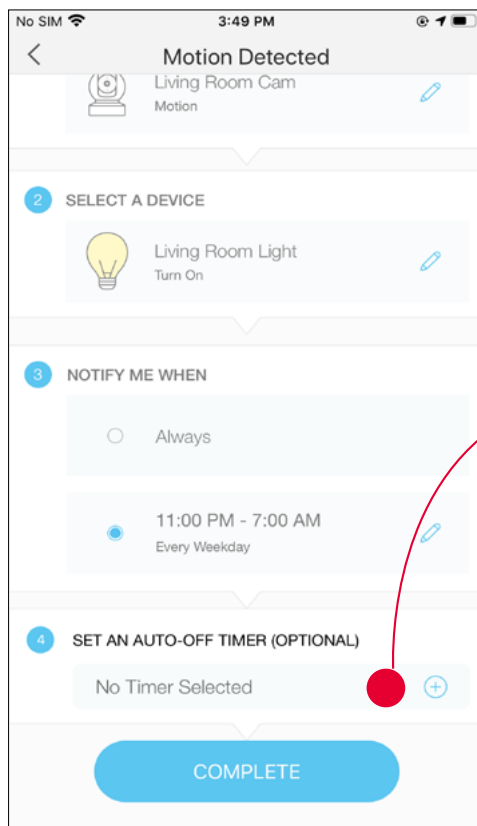 No SIM 3:49 PM
Motion Detected
Living Room Cam
Motion
2 SELECT A DEVICE
Living Room Light
Turn On
3 NOTIFY ME WHEN
Always
11:00 PM - 7:00 AM
Every Weekday
4 SET AN AUTO-OFF TIMER (OPTIONAL)
No Timer Selected
COMPLETE